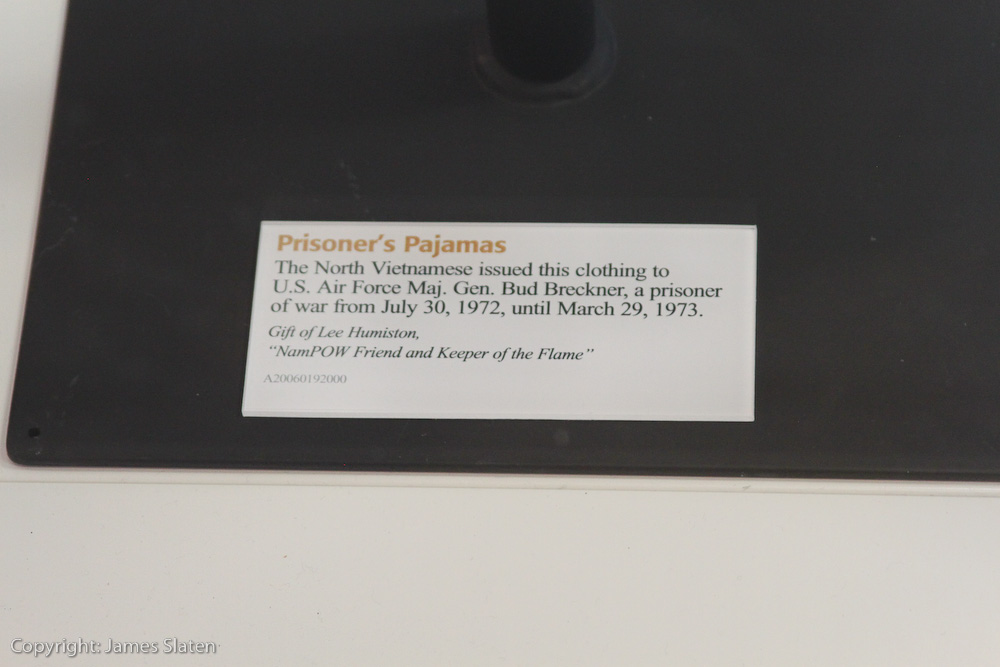 Prisoner's Pajamas
The North Vietnamese issued this clothing to
U.S. Air Force Maj. Gen. Bud Breckner, a prisoner
of war from July 30, 1972, until March 29, 1973.
Gift of Lee Humiston,
“NamPOW Friend and Keeper of the Flame”
A20060192000
Copyright: James Slaten